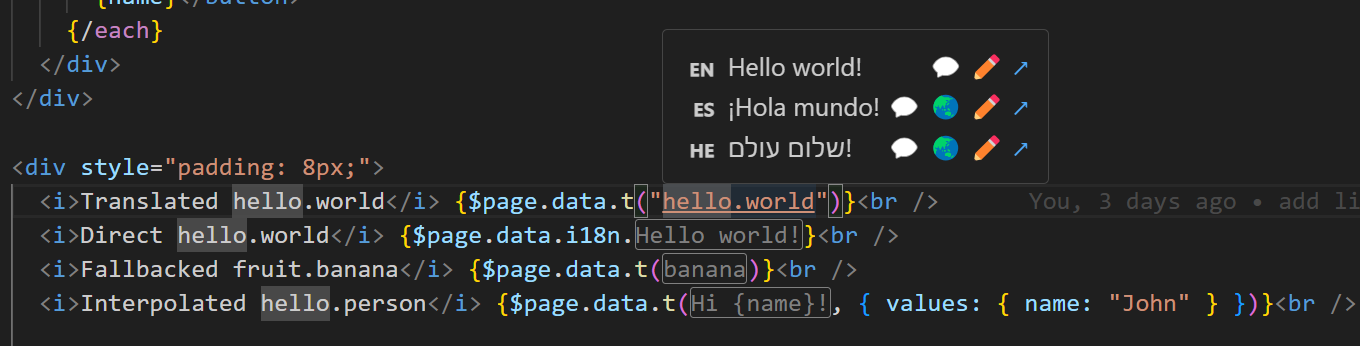 {name}</button>
{/each}
</div>
</div>
EN Hello world!
ES ¡Hola mundo!
HE שלום עולם!
<div style="padding: 8px;">
<i>Translated hello.world</i> {$page.data.t("hello.world")}<br /> You, 3 days ago • add li
<i>Direct hello.world</i> {$page.data.i18n.Hello world!}<br />
<i>Fallbacked fruit.banana</i> {$page.data.t(banana)}<br />
<i>Interpolated hello.person</i> {$page.data.t(Hi {name}!, { values: { name: "John" } })}<br />